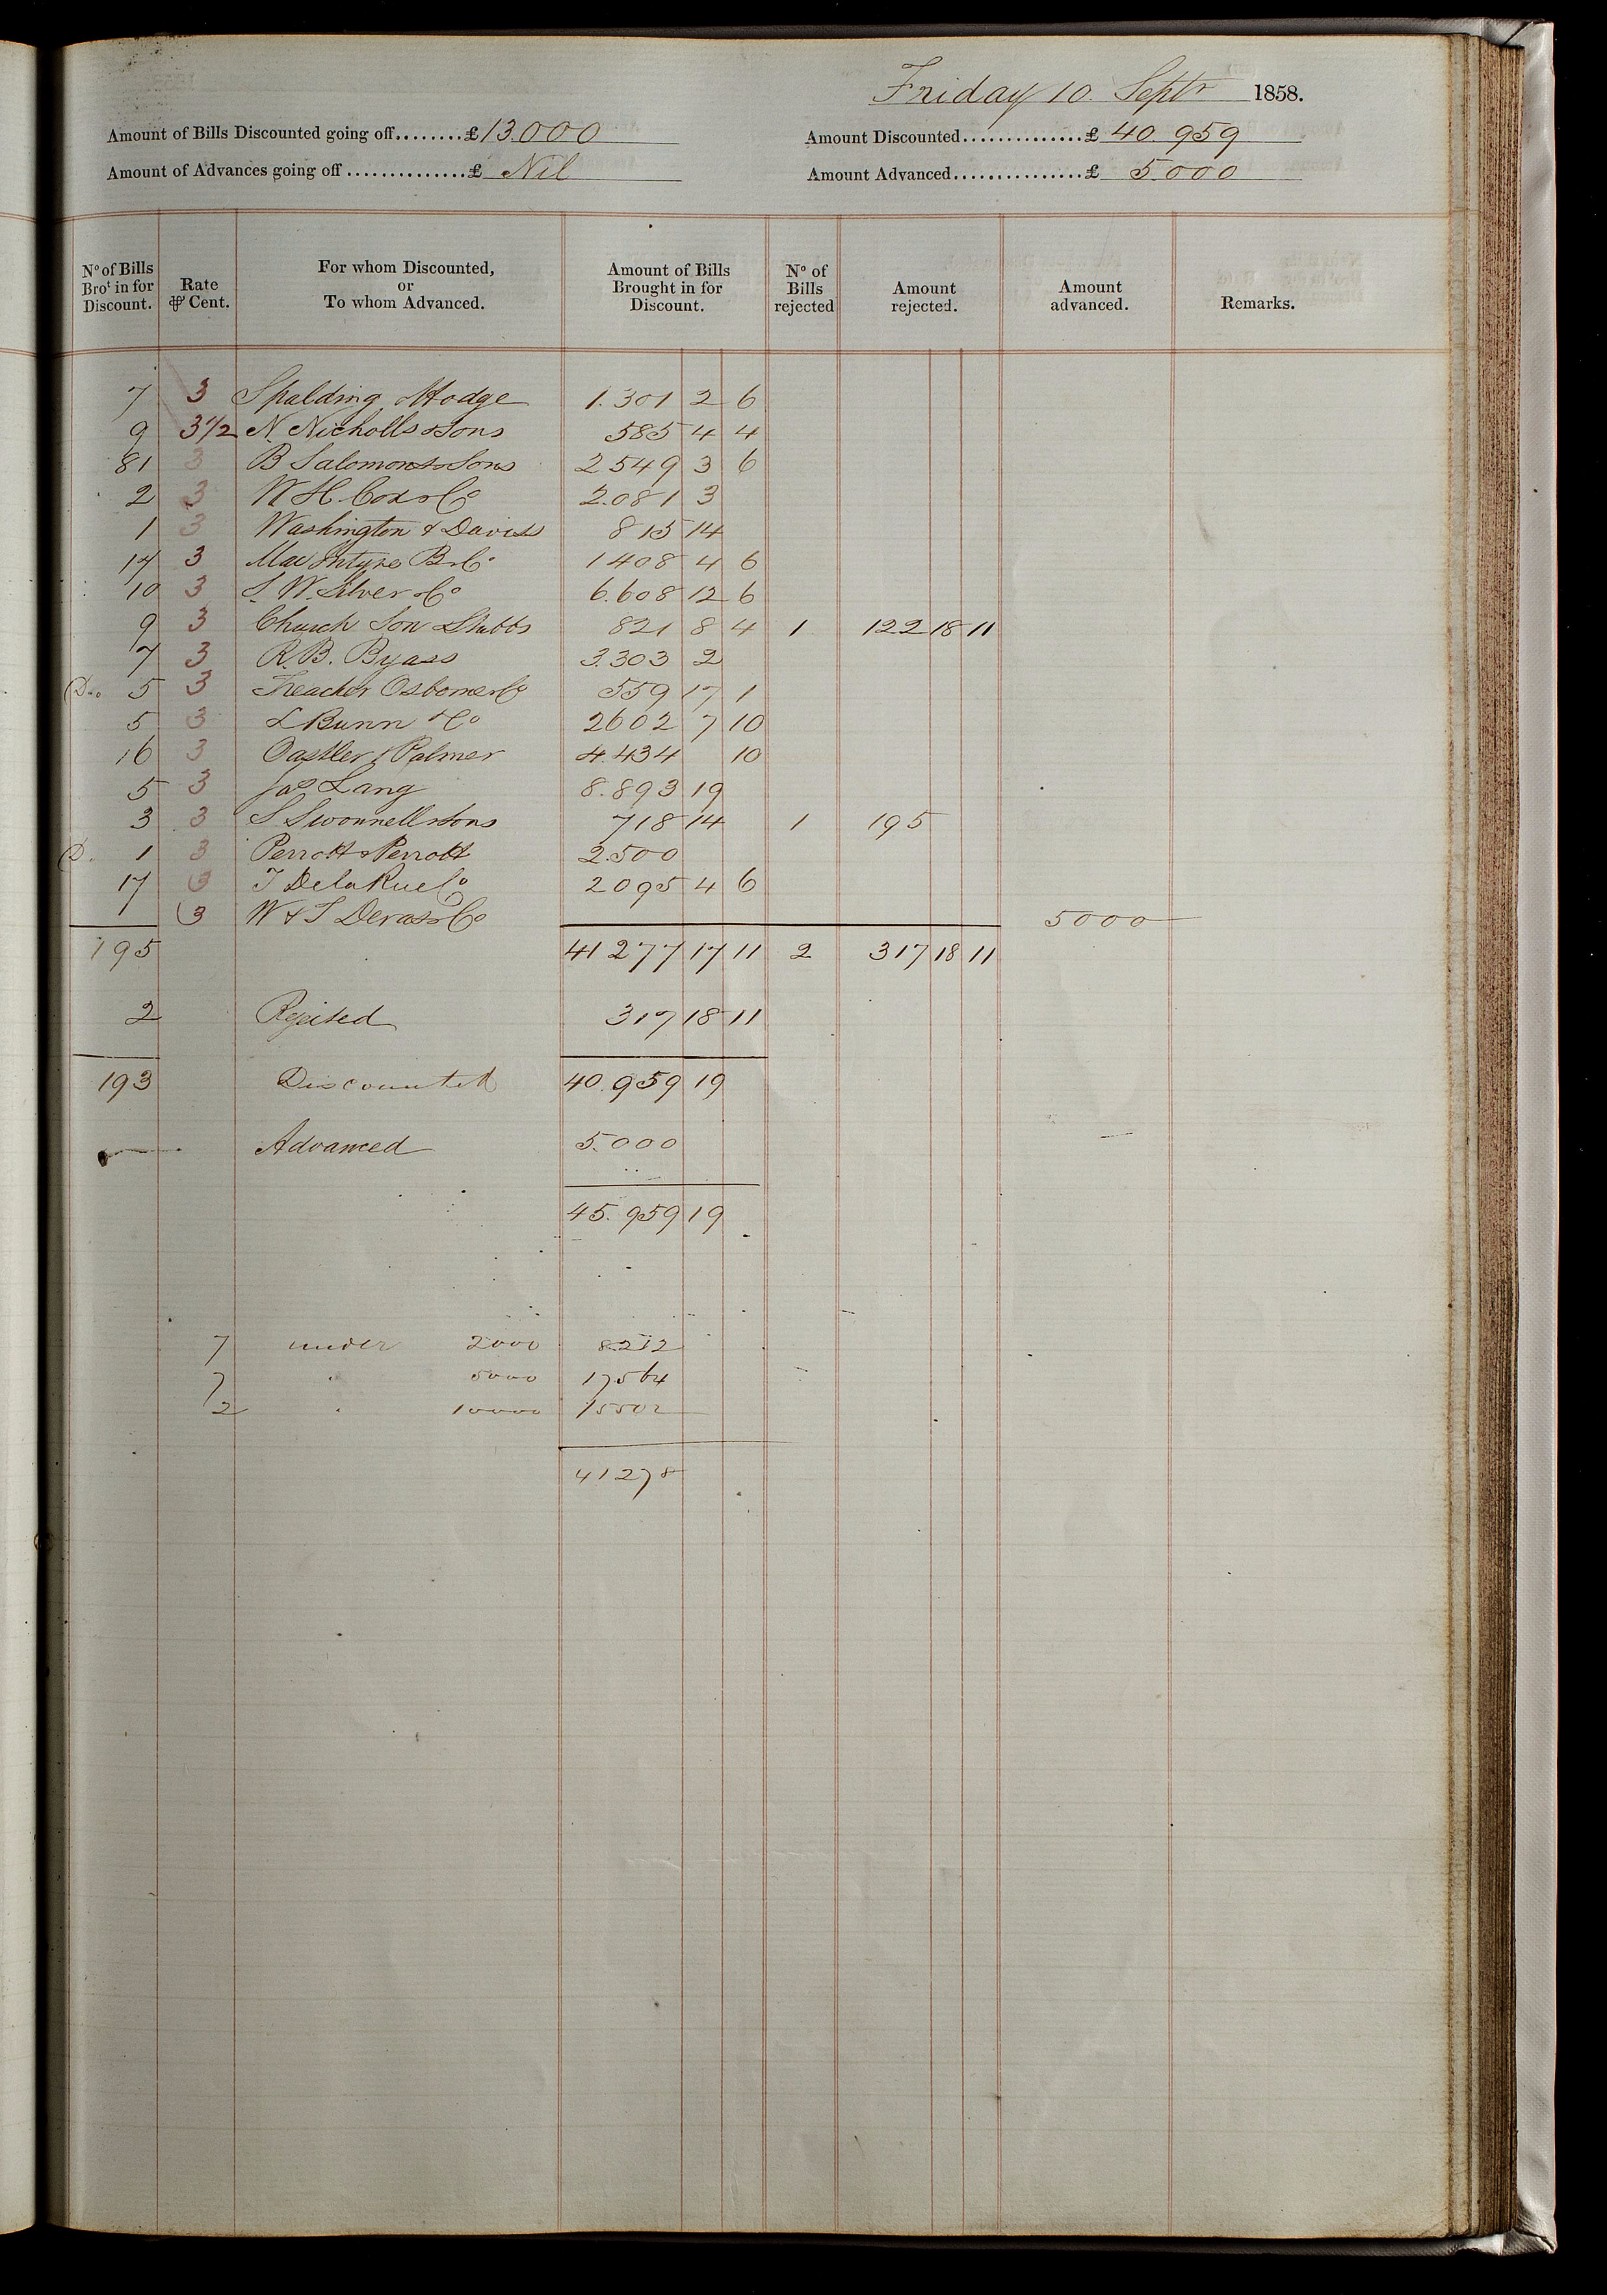 Friday 10. Septr 1858.
Amount of Bills Discounted going off........£ 13.000 Amount Discounted...............£ 40.959
Amount of Advances going off..............£ Nil Amount Advanced................£ 5.000
No of Bills Brot in for Discount. Rate ⅌ Cent. For whom Discounted, or To whom Advanced. Amount of Bills Brought in for Discount. No of Bills rejected Amount rejected. Amount advanced. Remarks.
7 3 Spalding & Hodge 1.301 2 6
9 3 1/2 N. Nicholls & Sons 585 4 4
81 3 B Salomons & Sons 2549 3 6
2 3 W H. Cox & Co 2.081 3
1 3 Washington & Daviss 815 14
17 3 MacIntyre B & Co 1408 4 6
10 3 S. W. Silver & Co 6.608 12 6
9 3 Church Son & Stubbs 821 8 4 1 122 18 11
7 3 R. B. Byass 3.303 2
Do. 5 3 Treacher Osborne & Co 559 17 1
5 3 L Bunn & Co 2602 7 10
16 3 Oastler & Palmer 4.434 10
5 3 Jas Lang 8.893 19
3 3 S Swonnell & Sons 718 14 1 195
D. 1 3 Perrott & Perrott 2.500
17 3 T Dela Rue Co 2095 4 6
3 W & T Devas & Co 5000
195 41277 17 11 2 317 18 11
2 Rejected 317 18 11
193 Discounted 40.959 19
Advanced 5.000
45.959 19
7 under 2000 8212
7 " 5000 17564
2 " 10000 15502
41278